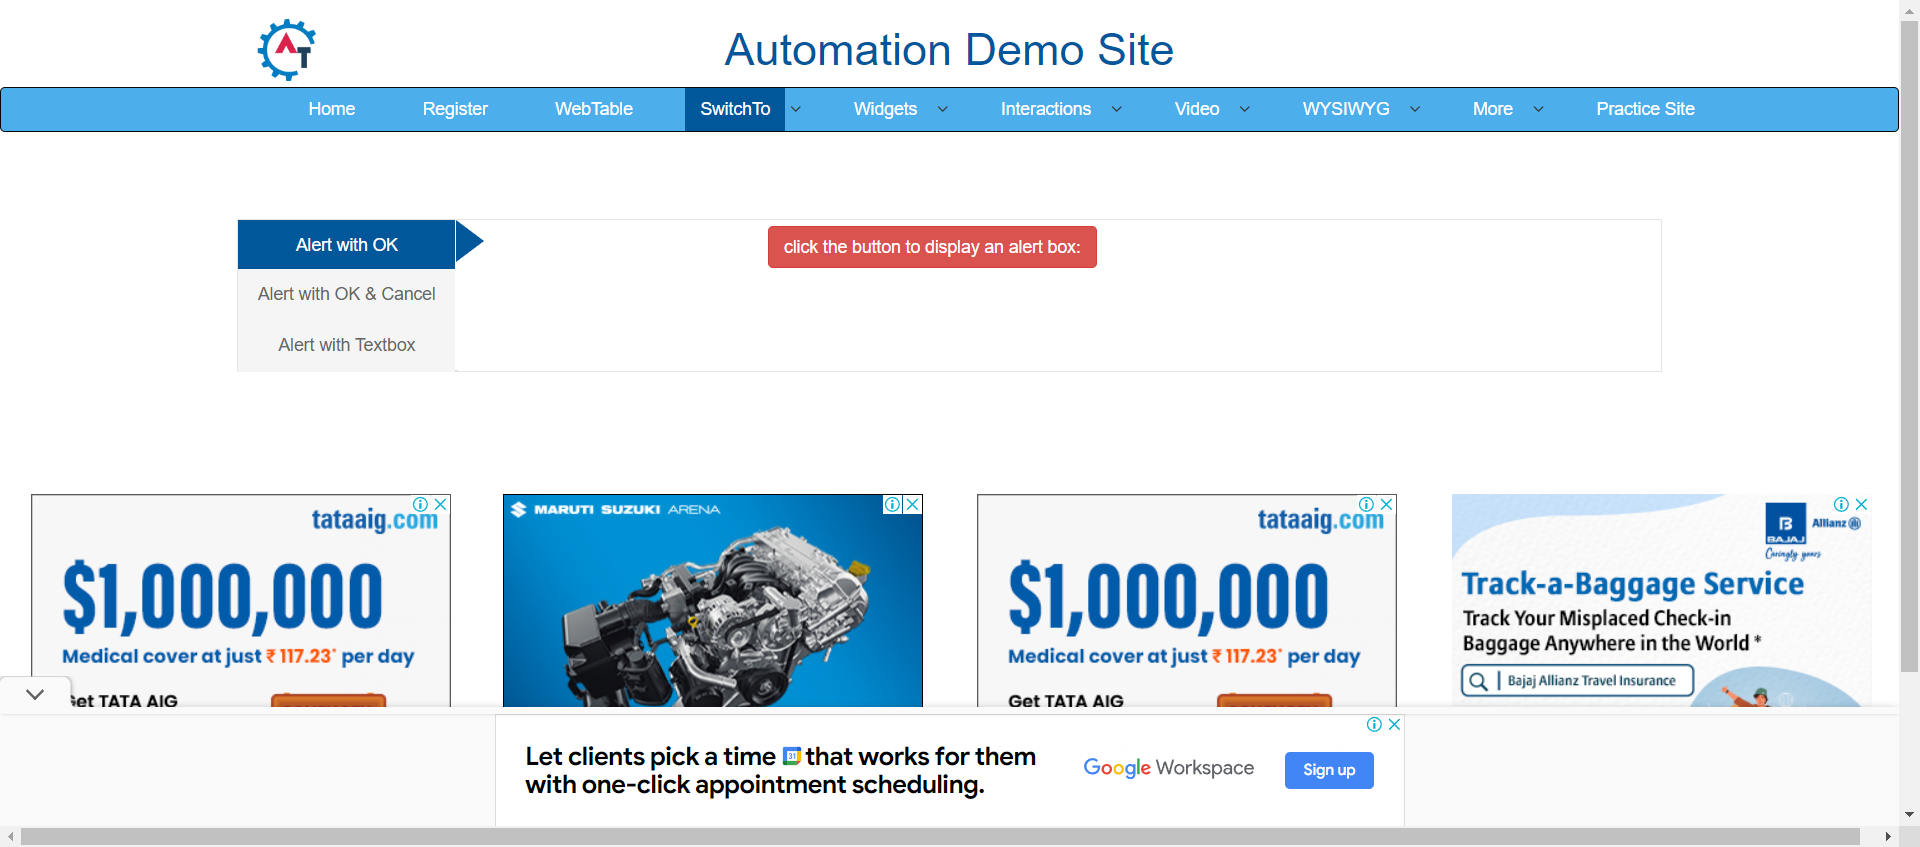 AT
Automation Demo Site
Home Register WebTable SwitchTo Widgets Interactions Video WYSIWYG More Practice Site
Alert with OK
click the button to display an alert box:
Alert with OK & Cancel
Alert with Textbox
tataaig.com
$1,000,000
Medical cover at just ₹ 117.23* per day
Get TATA AIG
MARUTI SUZUKI ARENA
tataaig.com
$1,000,000
Medical cover at just ₹ 117.23* per day
Get TATA AIG
B
BAJAJ
Allianz
Caringly yours
Track-a-Baggage Service
Track Your Misplaced Check-in
Baggage Anywhere in the World *
Bajaj Allianz Travel Insurance
Let clients pick a time 31 that works for them
with one-click appointment scheduling.
Google Workspace
Sign up